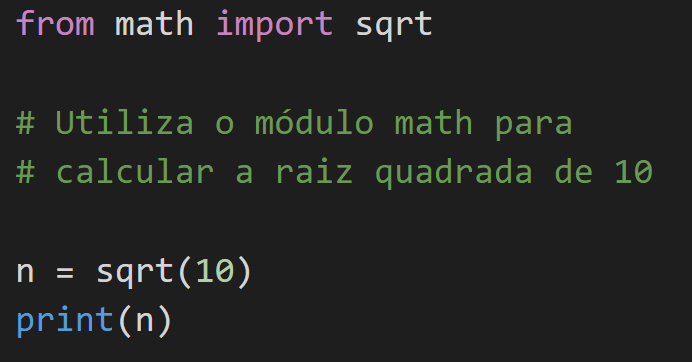 from math import sqrt
# Utiliza o módulo math para
# calcular a raiz quadrada de 10
n = sqrt(10)
print(n)